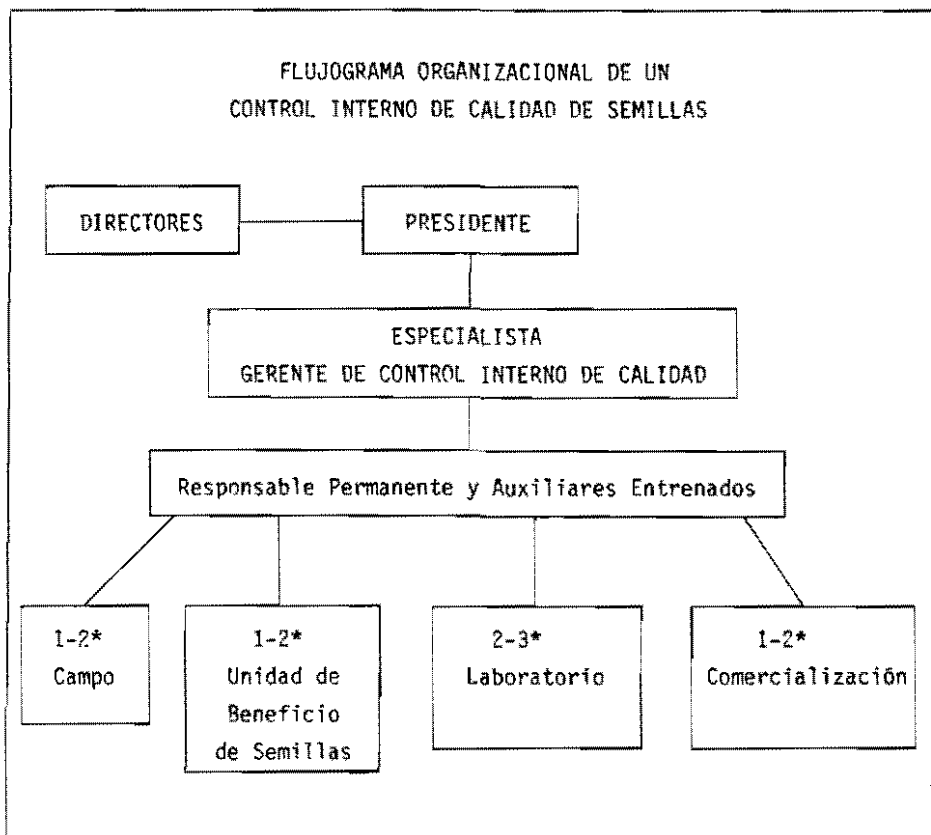 FLUJOGRAMA ORGANIZACIONAL DE UN
CONTROL INTERNO DE CALIDAD DE SEMILLAS
DIRECTORES
PRESIDENTE
ESPECIALISTA
GERENTE DE CONTROL INTERNO DE CALIDAD
Responsable Permanente y Auxiliares Entrenados
1-2*
Campo
1-2*
Unidad de
Beneficio
de Semillas
2-3*
Laboratorio
1-2*
Comercialización